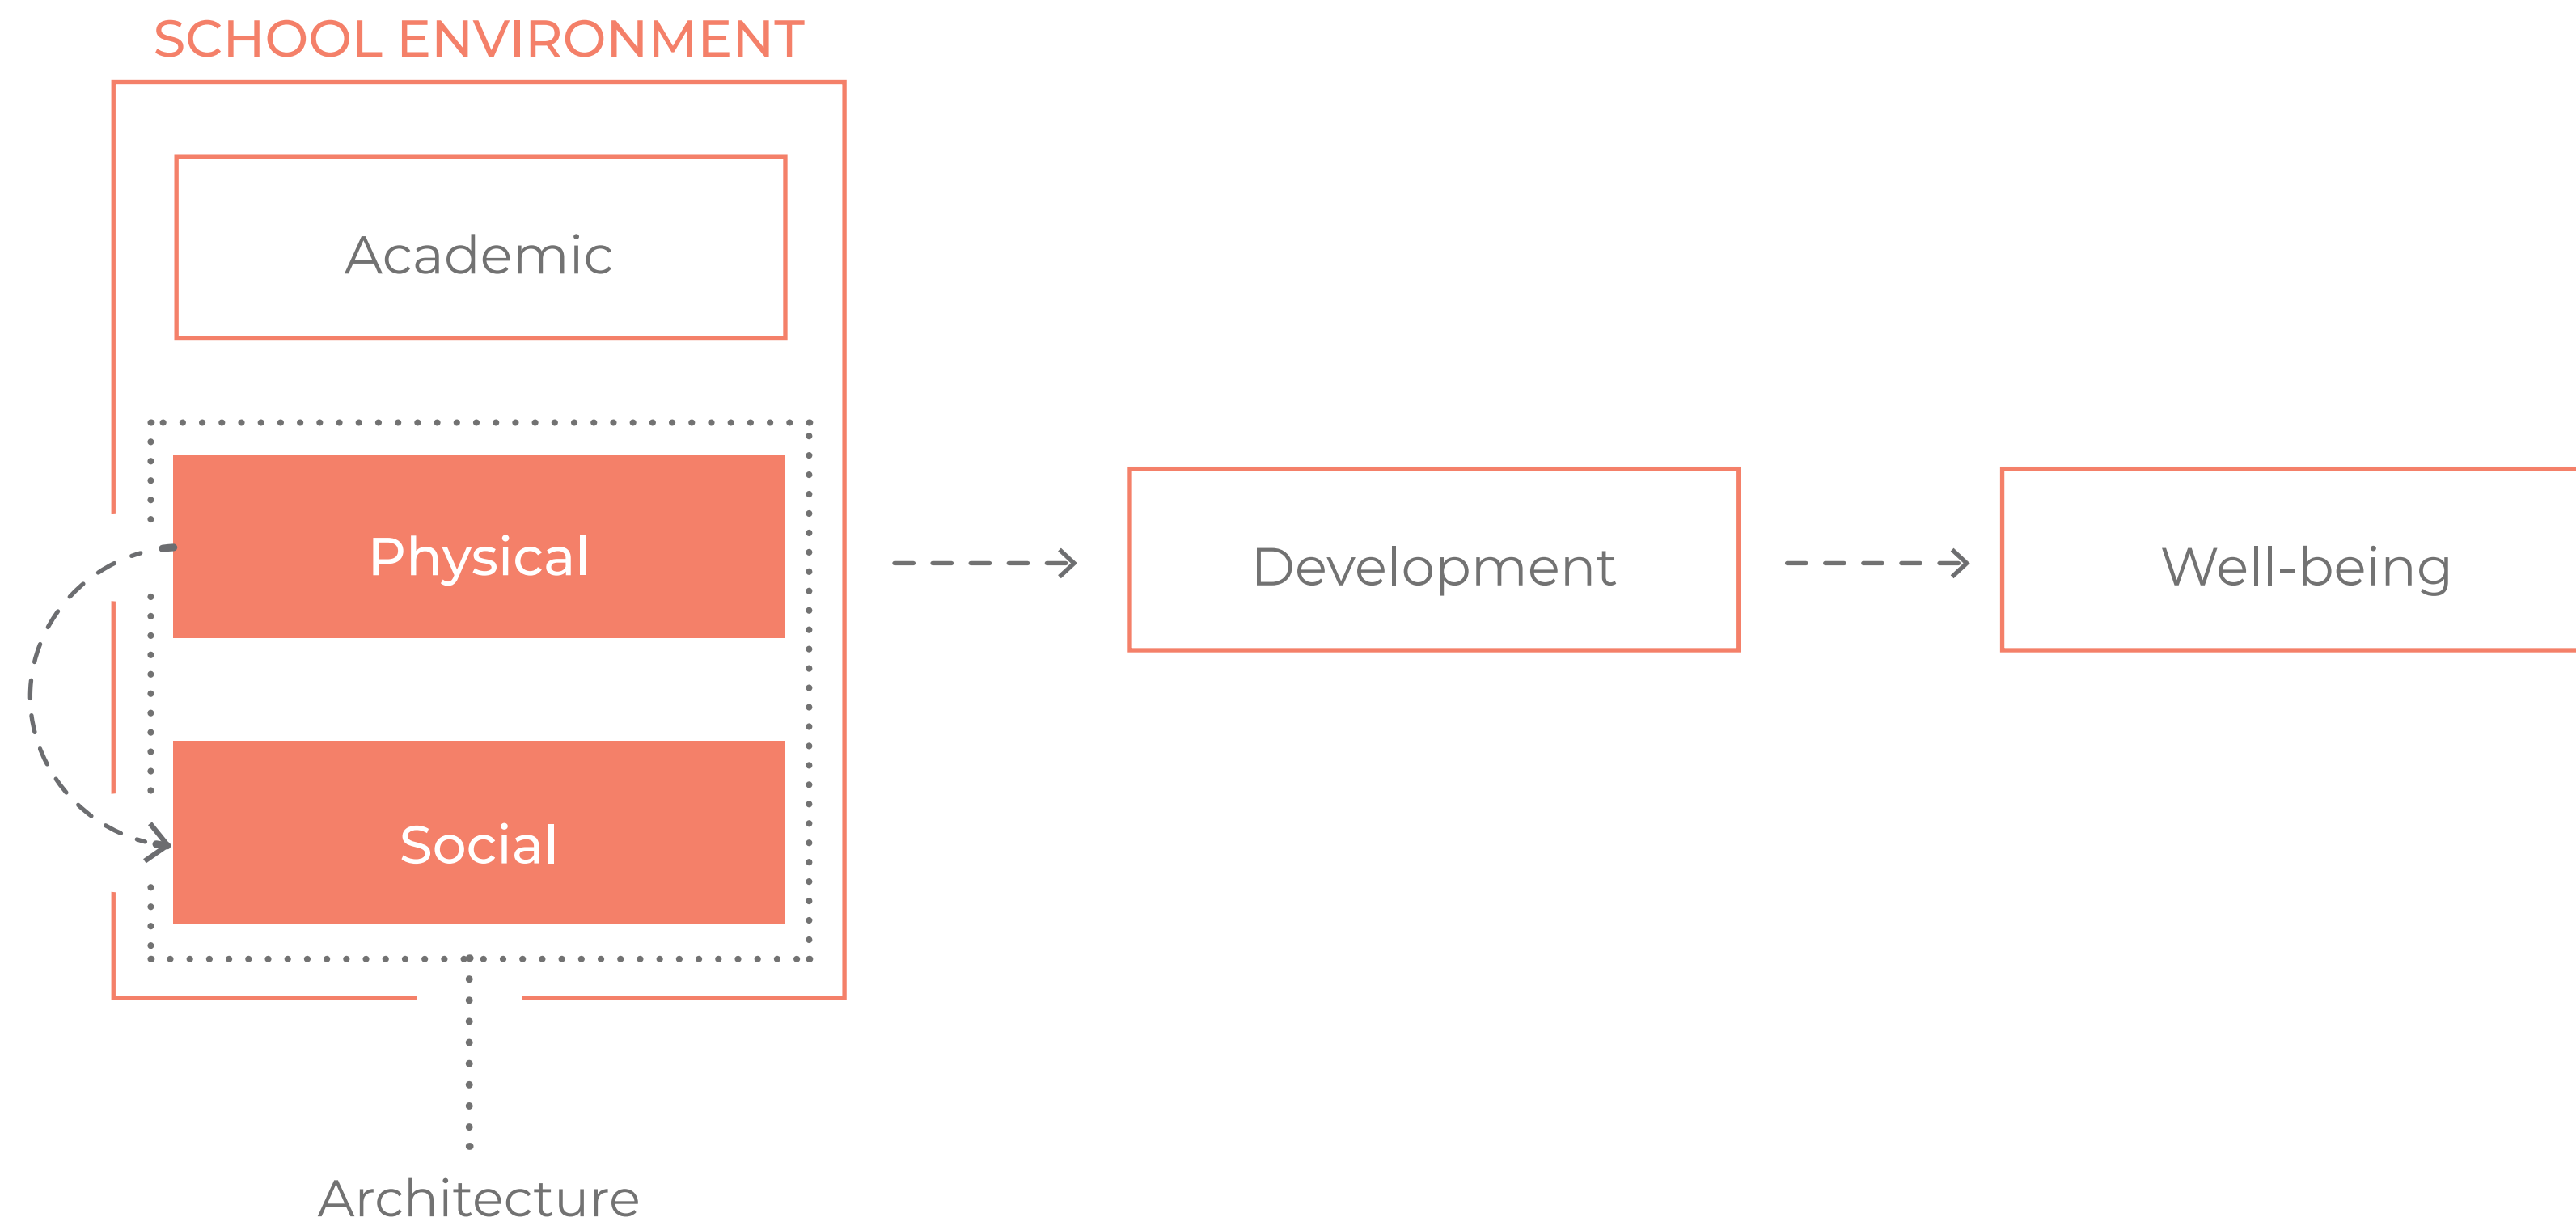 SCHOOL ENVIRONMENT
Academic
Physical
Social
Architecture
Development
Well-being